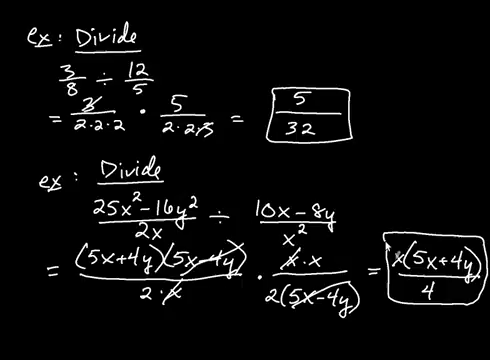 ex: Divide
3/8 ÷ 12/5
= 3/(2·2·2) · 5/(2·2·3) = 5/32
ex: Divide
(25x² - 16y²)/(2x) ÷ (10x - 8y)/(x²)
= ((5x+4y)(5x-4y))/(2·x) · (x·x)/(2(5x-4y)) = (x(5x+4y))/4